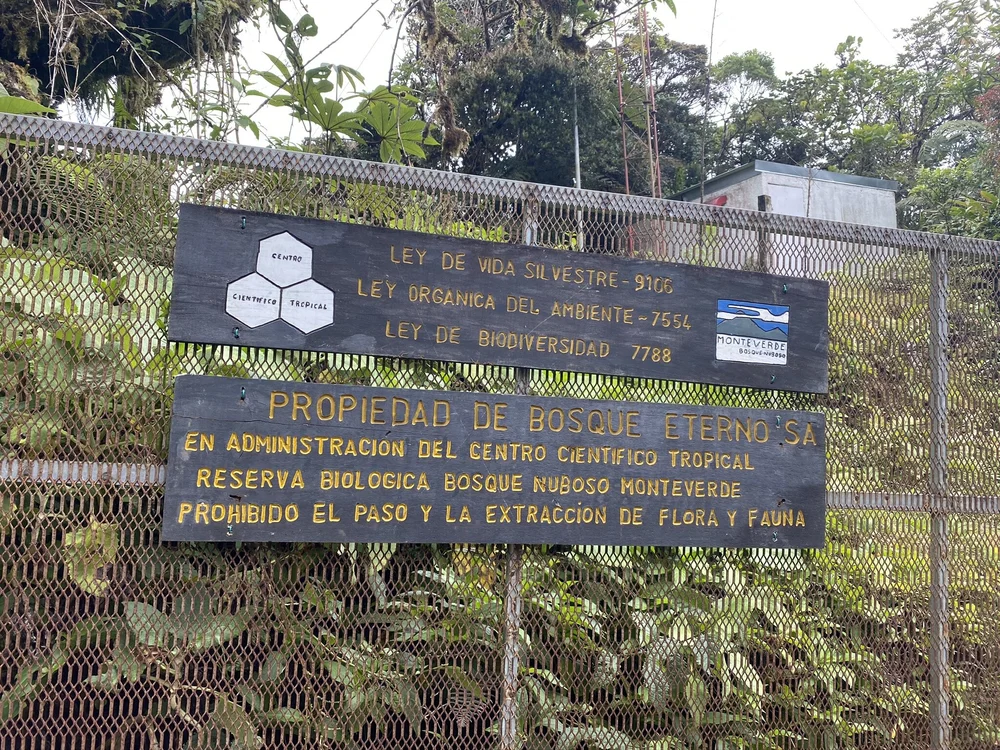 CENTRO
CIENTIFICO TROPICAL
LEY DE VIDA SILVESTRE-9106
LEY ORGANICA DEL AMBIENTE-7554
LEY DE BIODIVERSIDAD 7788
MONTEVERDE
BOSQUE NUBOSO
PROPIEDAD DE BOSQUE ETERNO SA
EN ADMINISTRACIÓN DEL CENTRO CIENTIFICO TROPICAL
RESERVA BIOLOGICA BOSQUE NUBOSO MONTEVERDE
PROHIBIDO EL PASO Y LA EXTRACCIÓN DE FLORA Y FAUNA